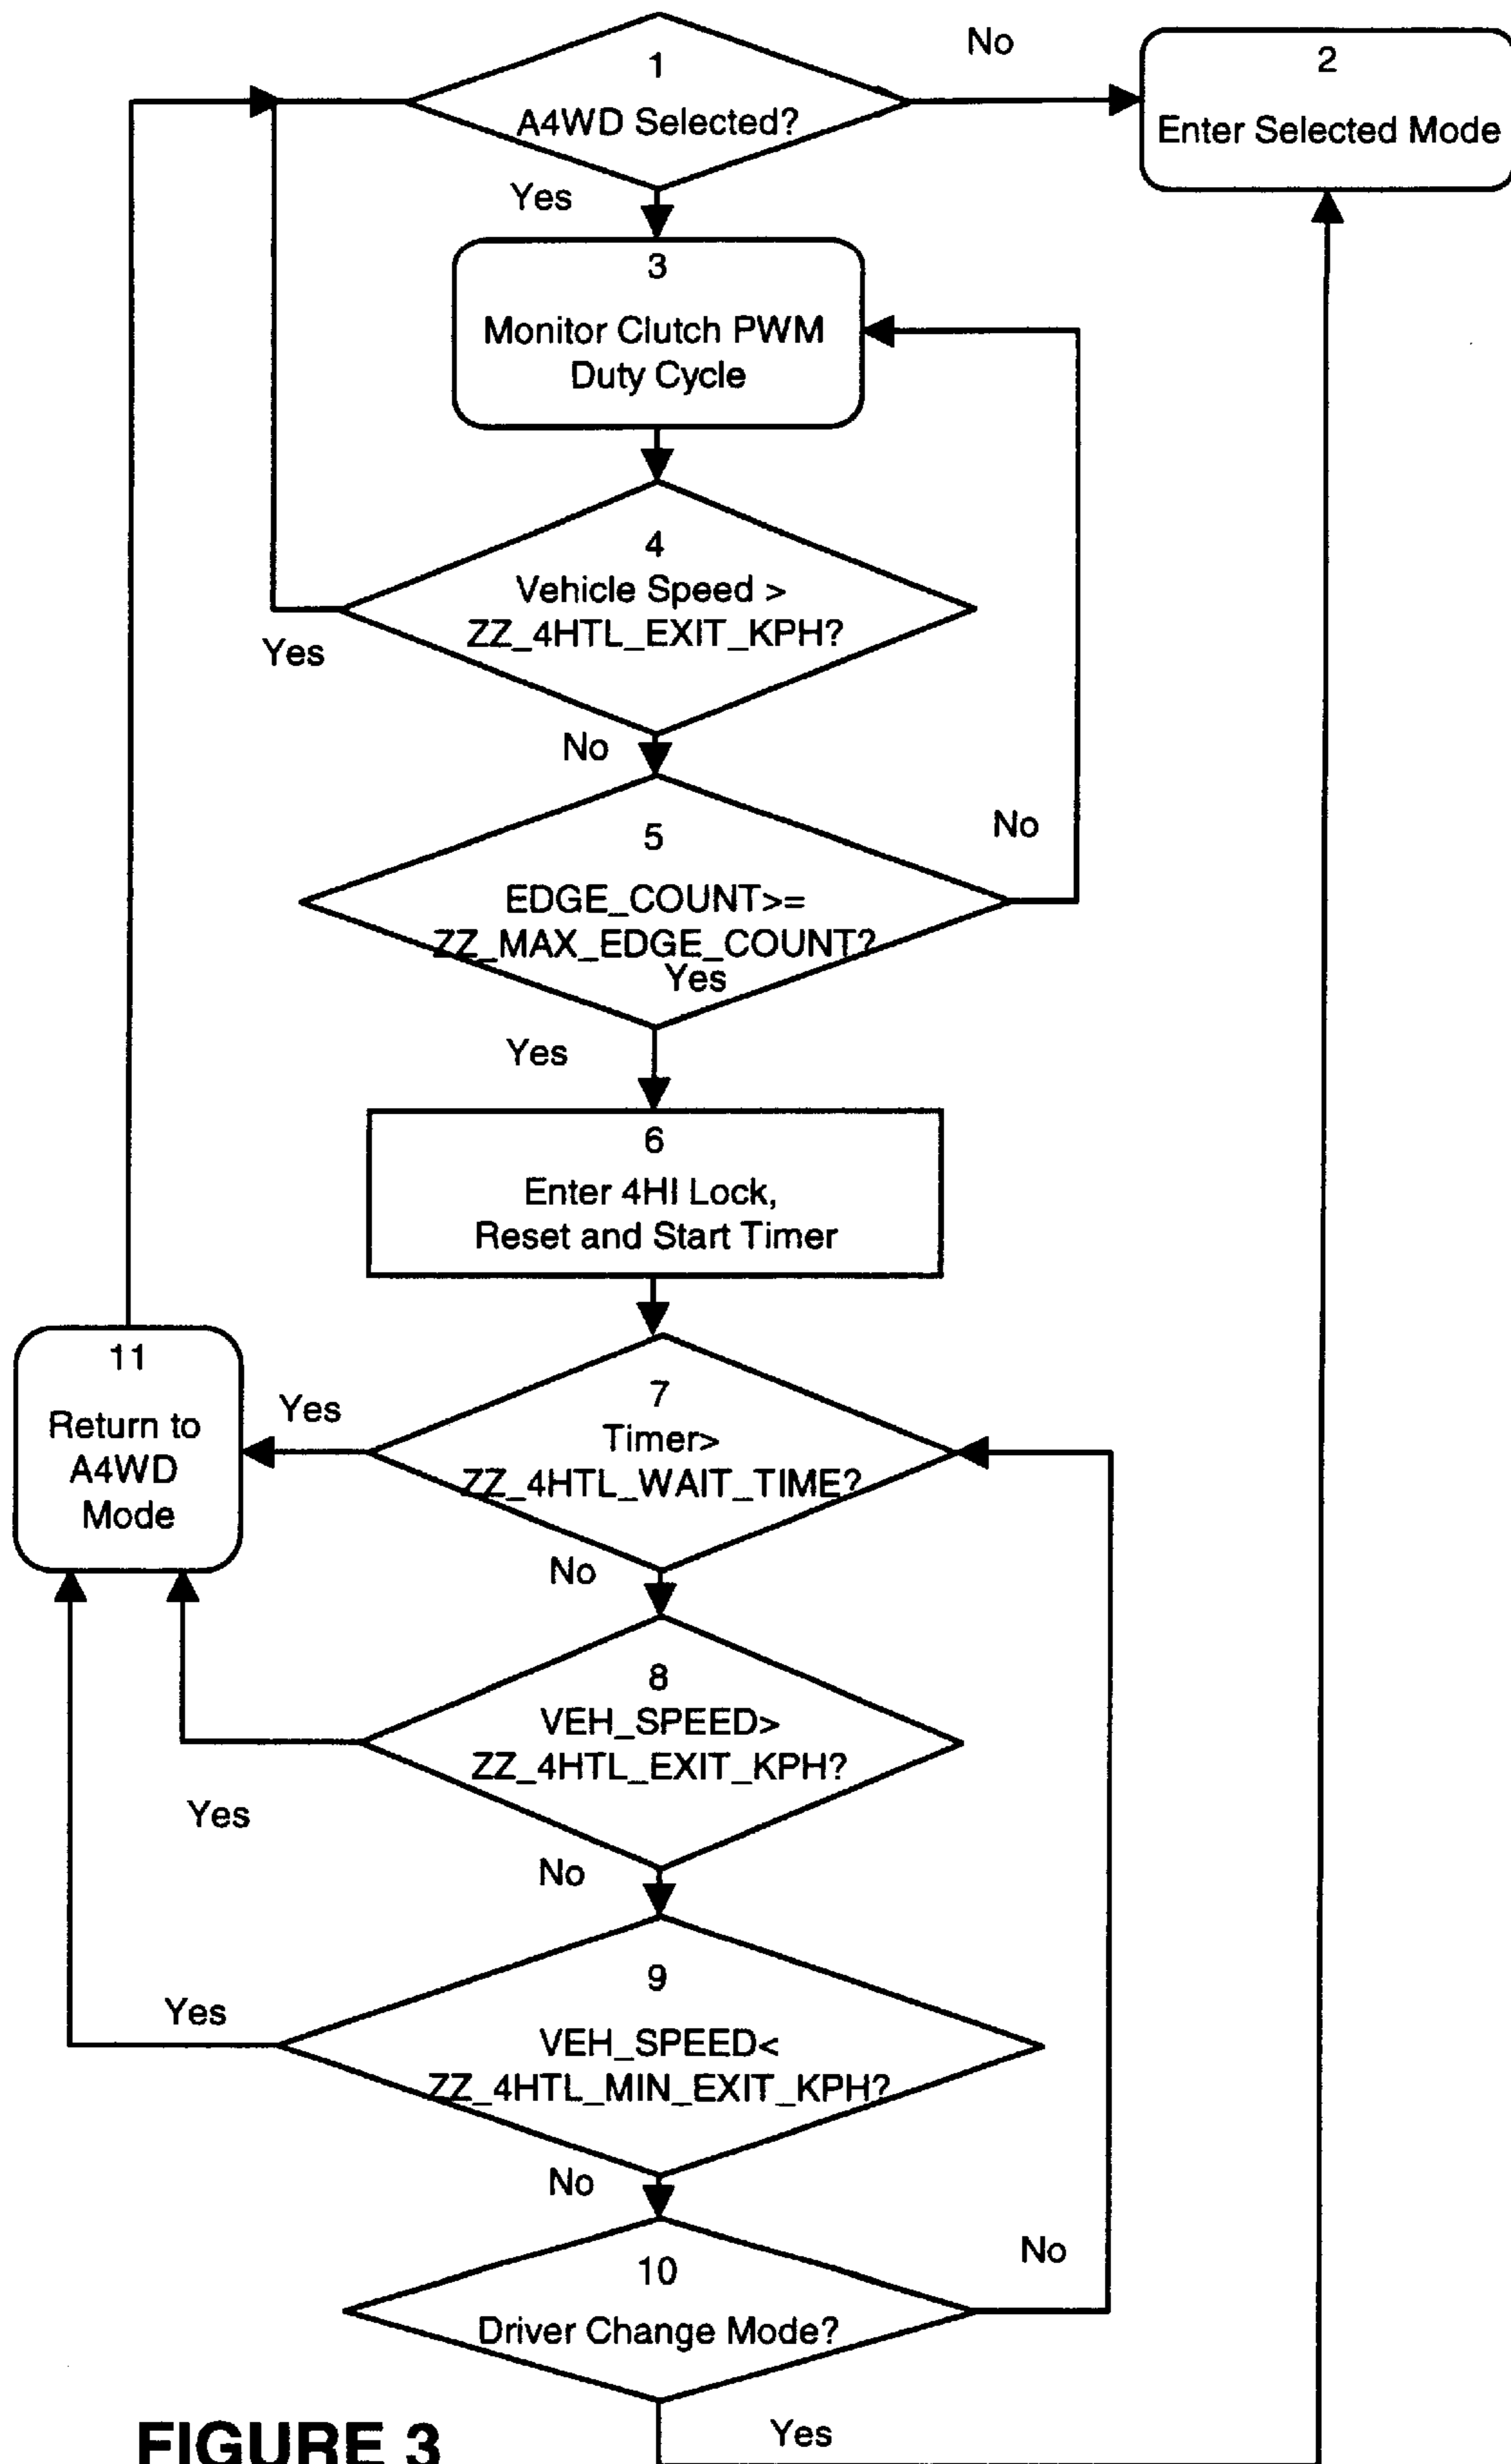 1
A4WD Selected?
No
2
Enter Selected Mode
Yes
3
Monitor Clutch PWM
Duty Cycle
4
Vehicle Speed >
ZZ_4HTL_EXIT_KPH?
Yes
No
5
EDGE_COUNT>=
ZZ_MAX_EDGE_COUNT?
Yes
No
Yes
6
Enter 4HI Lock,
Reset and Start Timer
7
Timer>
ZZ_4HTL_WAIT_TIME?
Yes
11
Return to
A4WD
Mode
No
8
VEH_SPEED>
ZZ_4HTL_EXIT_KPH?
Yes
No
9
VEH_SPEED<
ZZ_4HTL_MIN_EXIT_KPH?
Yes
No
10
Driver Change Mode?
No
Yes
FIGURE 3